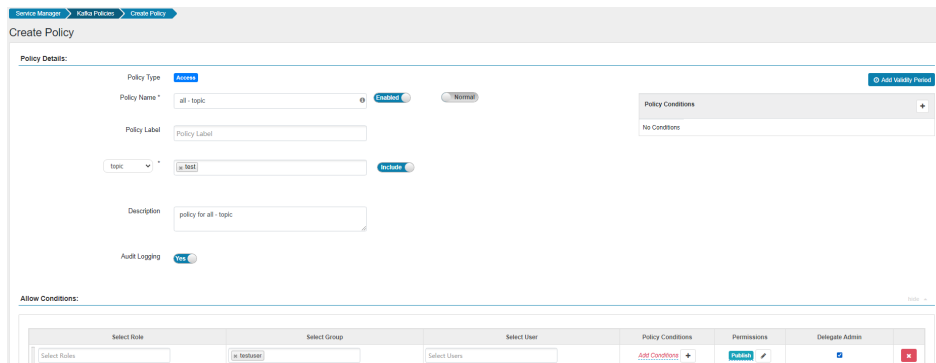 Service Manager Kafka Policies Create Policy
Create Policy
Policy Details:
Policy Type Access
Add Validity Period
Policy Name * all - topic Enabled Normal
Policy Conditions +
No Conditions
Policy Label Policy Label
topic * test Include
Description policy for all - topic
Audit Logging Yes
Allow Conditions:
Hide
Select Role Select Group Select User Policy Conditions Permissions Delegate Admin
Select Roles testuser Select Users Add Conditions + Publish